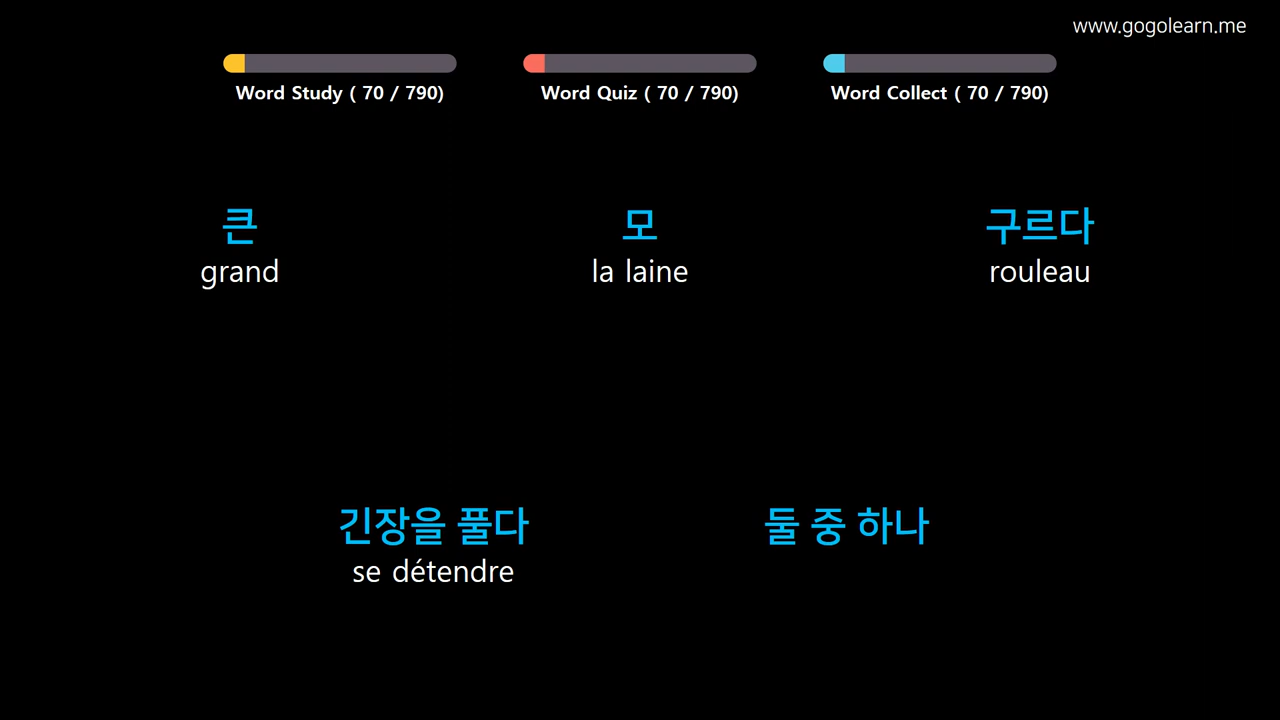 www.gogolearn.me
Word Study ( 70 / 790)
Word Quiz ( 70 / 790)
Word Collect ( 70 / 790)
큰
grand
모
la laine
구르다
rouleau
긴장을 풀다
se détendre
둘 중 하나